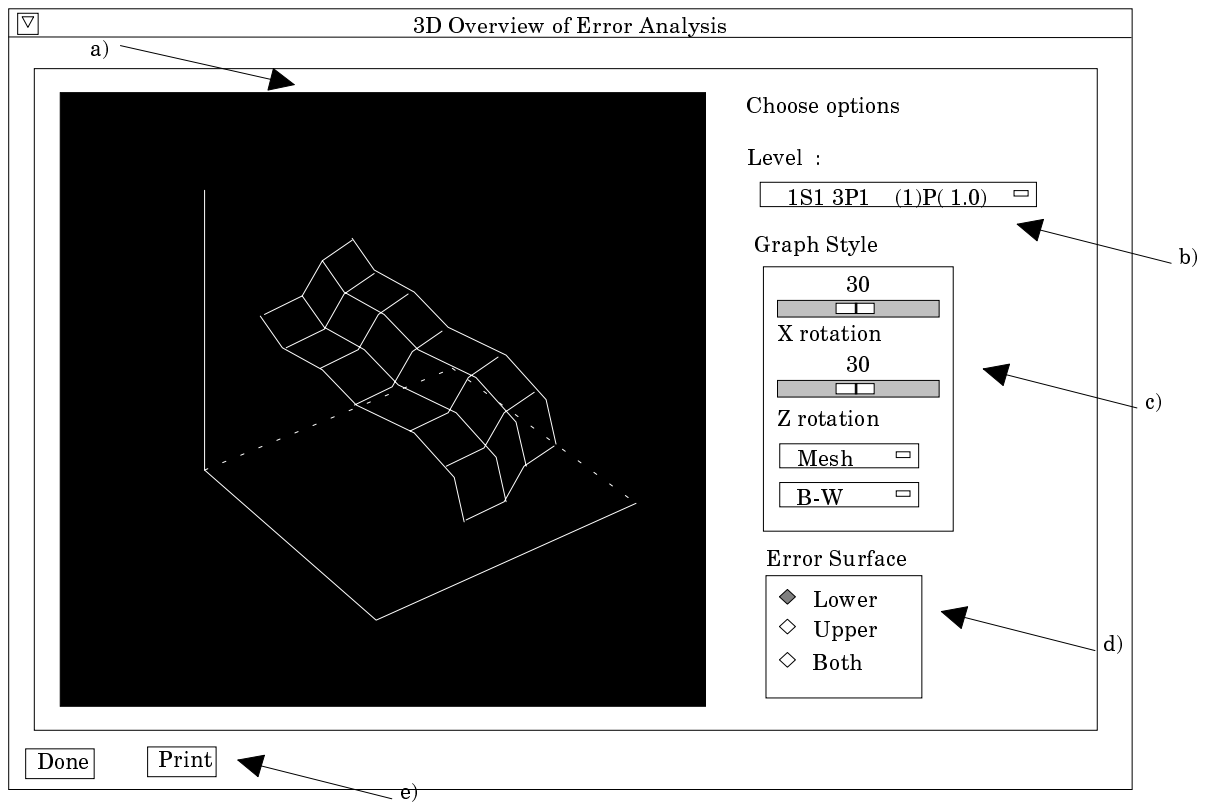 3D Overview of Error Analysis
a)
Choose options
Level :
1S1 3P1 (1)P( 1.0)
b)
Graph Style
30
X rotation
30
Z rotation
c)
Mesh
B-W
Error Surface
Lower
Upper
Both
d)
Done
Print
e)